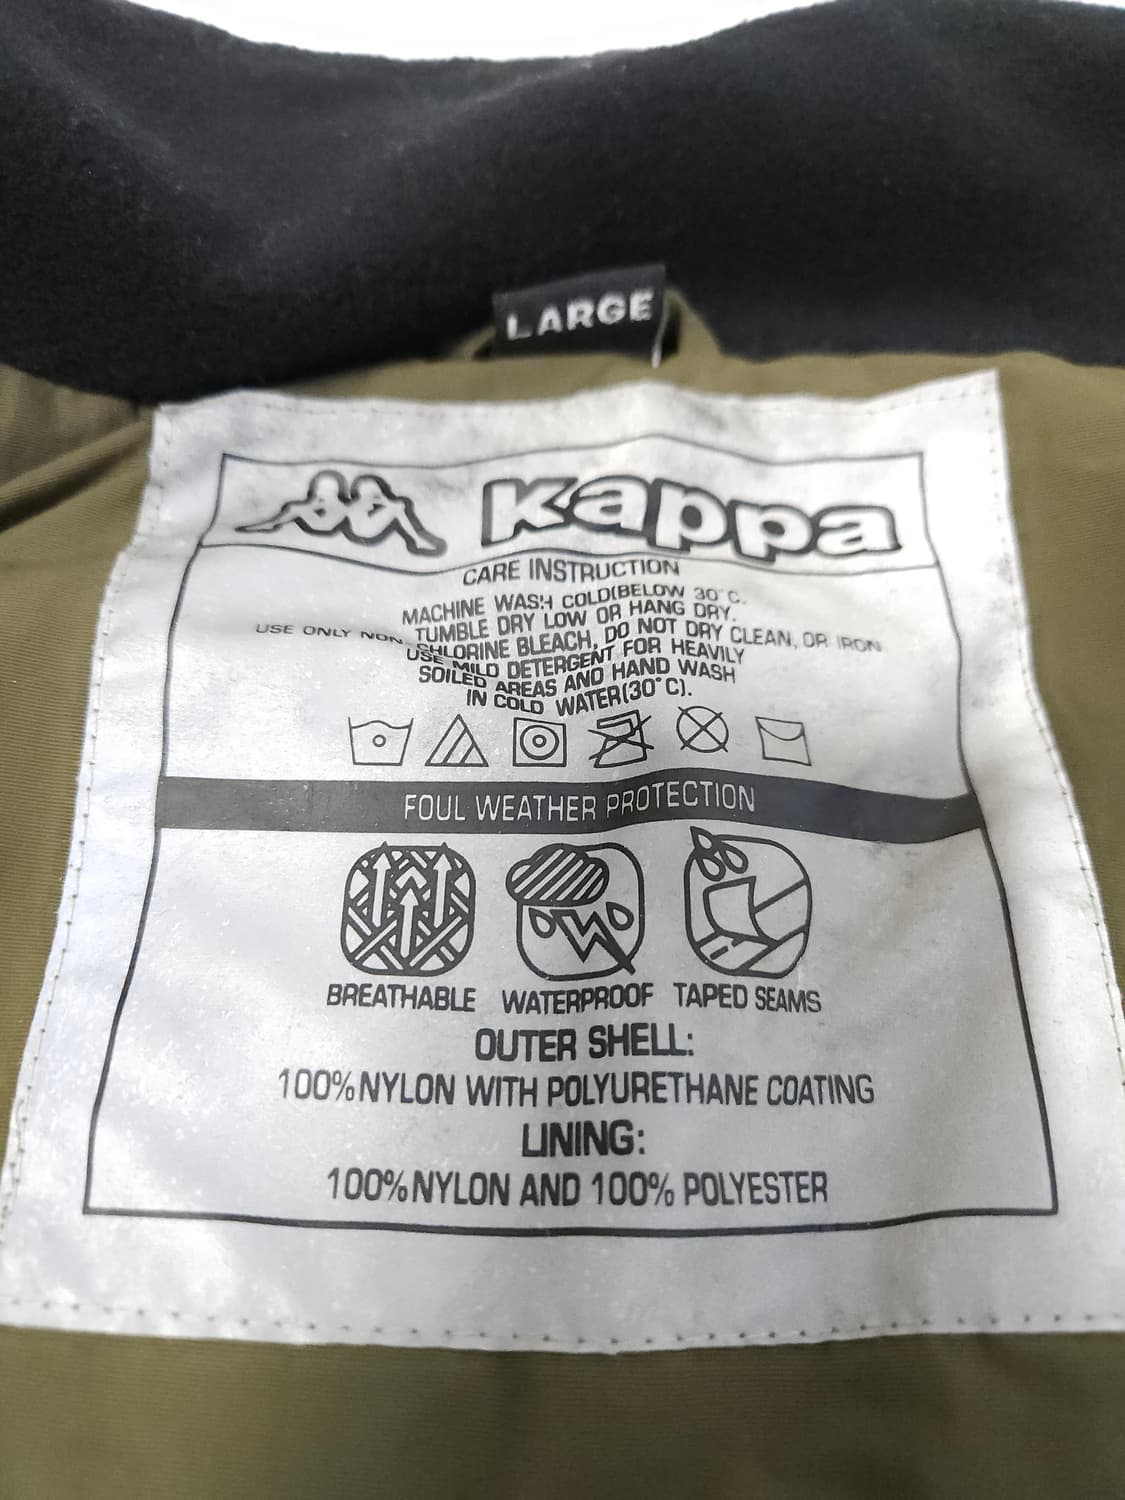 LARGE
Kappa
CARE INSTRUCTION
MACHINE WASH COLD(BELOW 30°C.
TUMBLE DRY LOW OR HANG DRY.
USE ONLY NON-CHLORINE BLEACH, DO NOT DRY CLEAN, OR IRON
USE MILD DETERGENT FOR HEAVILY
SOILED AREAS AND HAND WASH
IN COLD WATER(30°C).
FOUL WEATHER PROTECTION
BREATHABLE WATERPROOF TAPED SEAMS
OUTER SHELL:
100%NYLON WITH POLYURETHANE COATING
LINING:
100%NYLON AND 100% POLYESTER